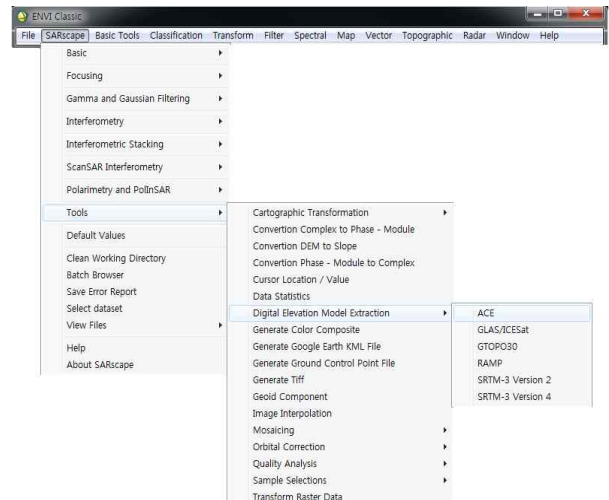 ENVI Classic
File SARscape Basic Tools Classification Transform Filter Spectral Map Vector Topographic Radar Window Help
Basic
Focusing
Gamma and Gaussian Filtering
Interferometry
Interferometric Stacking
ScanSAR Interferometry
Polarimetry and PolInSAR
Tools
Default Values
Clean Working Directory
Batch Browser
Save Error Report
Select dataset
View Files
Help
About SARscape
Cartographic Transformation
Convertion Complex to Phase - Module
Convertion DEM to Slope
Convertion Phase - Module to Complex
Cursor Location / Value
Data Statistics
Digital Elevation Model Extraction
Generate Color Composite
Generate Google Earth KML File
Generate Ground Control Point File
Generate Tiff
Geoid Component
Image Interpolation
Mosaicing
Orbital Correction
Quality Analysis
Sample Selections
Transform Raster Data
ACE
GLAS/ICESat
GTOPO30
RAMP
SRTM-3 Version 2
SRTM-3 Version 4